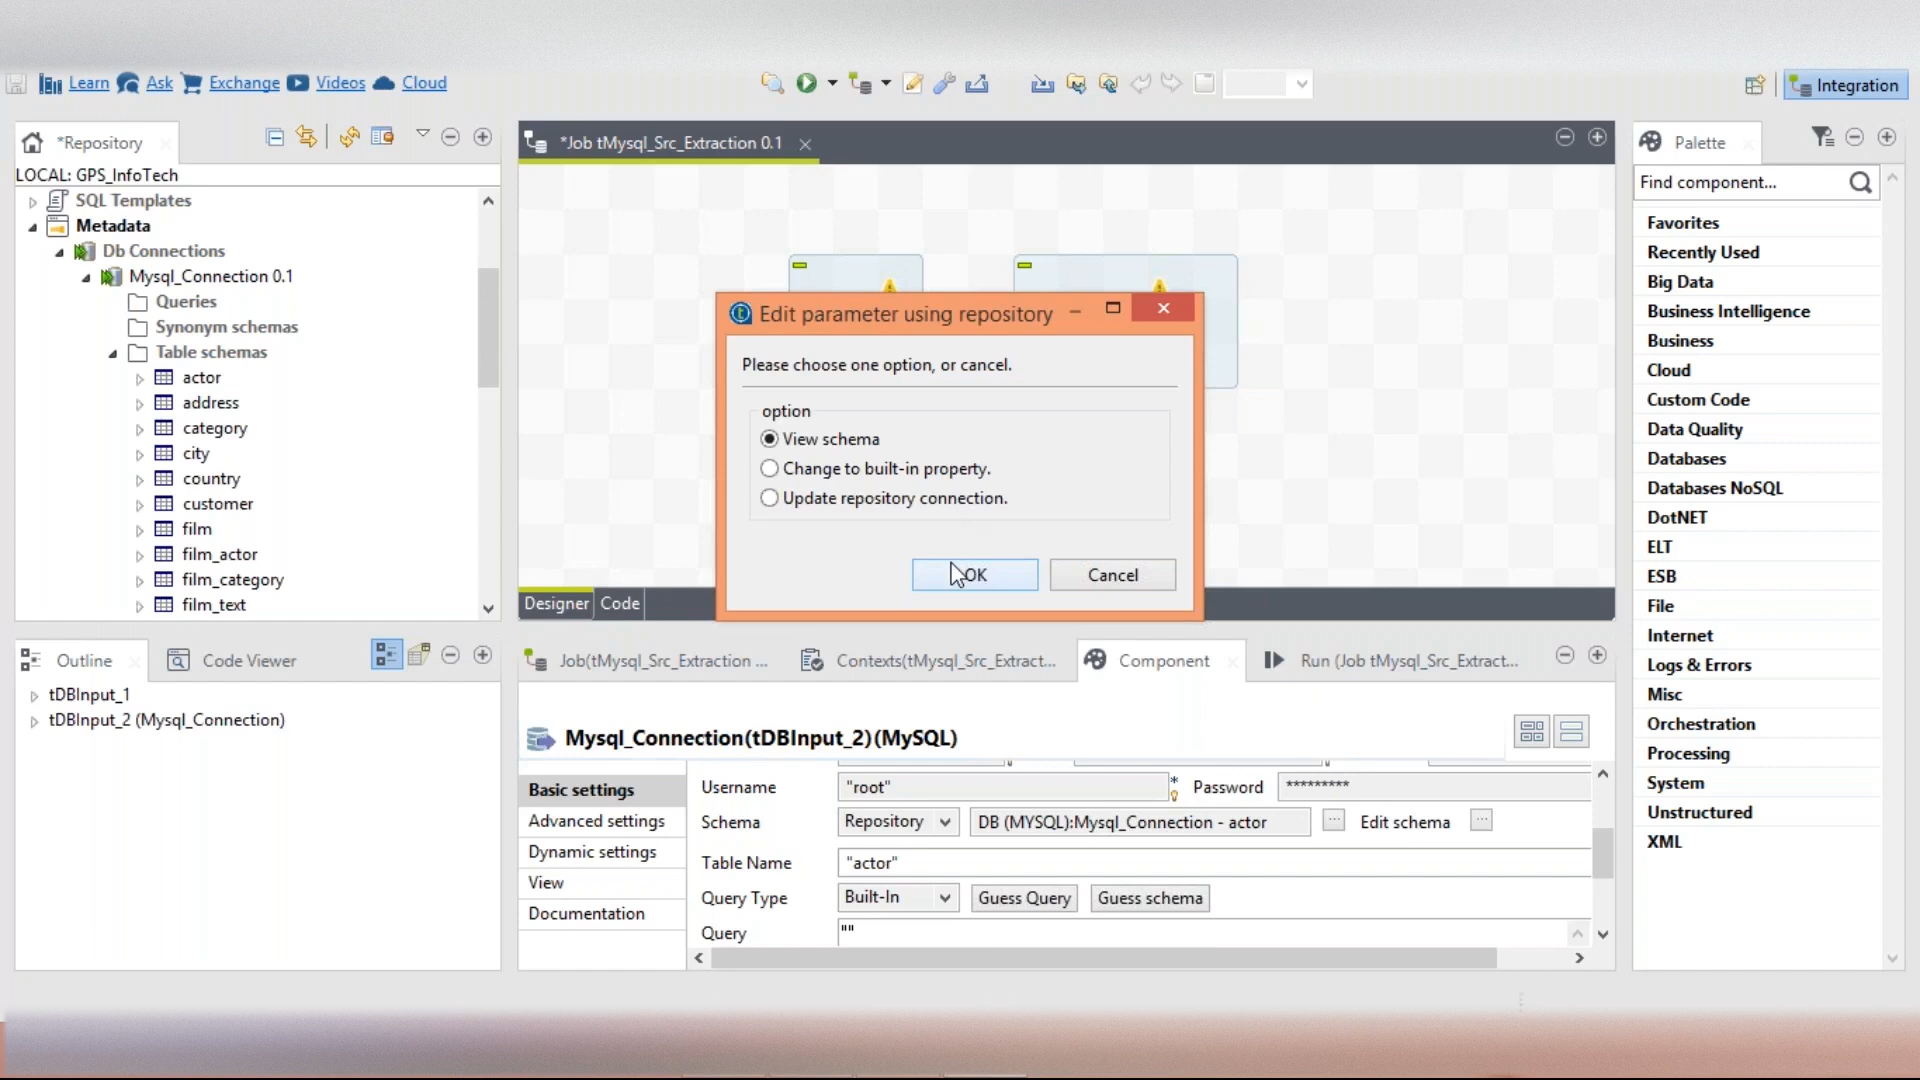 Learn Ask Exchange Videos Cloud
Integration
*Repository
LOCAL: GPS_InfoTech
SQL Templates
Metadata
Db Connections
Mysql_Connection 0.1
Queries
Synonym schemas
Table schemas
actor
address
category
city
country
customer
film
film_actor
film_category
film_text
Outline
Code Viewer
tDBInput_1
tDBInput_2 (Mysql_Connection)
*Job tMysql_Src_Extraction 0.1
Edit parameter using repository
Please choose one option, or cancel.
option
View schema
Change to built-in property.
Update repository connection.
OK
Cancel
Designer
Code
Job(tMysql_Src_Extraction ...
Contexts(tMysql_Src_Extract...
Component
Run (Job tMysql_Src_Extract...
Mysql_Connection(tDBInput_2)(MySQL)
Basic settings
Advanced settings
Dynamic settings
View
Documentation
Username "root" * Password *********
Schema Repository DB (MYSQL):Mysql_Connection - actor ... Edit schema ...
Table Name "actor"
Query Type Built-In Guess Query Guess schema
Query ""
Palette
Find component...
Favorites
Recently Used
Big Data
Business Intelligence
Business
Cloud
Custom Code
Data Quality
Databases
Databases NoSQL
DotNET
ELT
ESB
File
Internet
Logs & Errors
Misc
Orchestration
Processing
System
Unstructured
XML